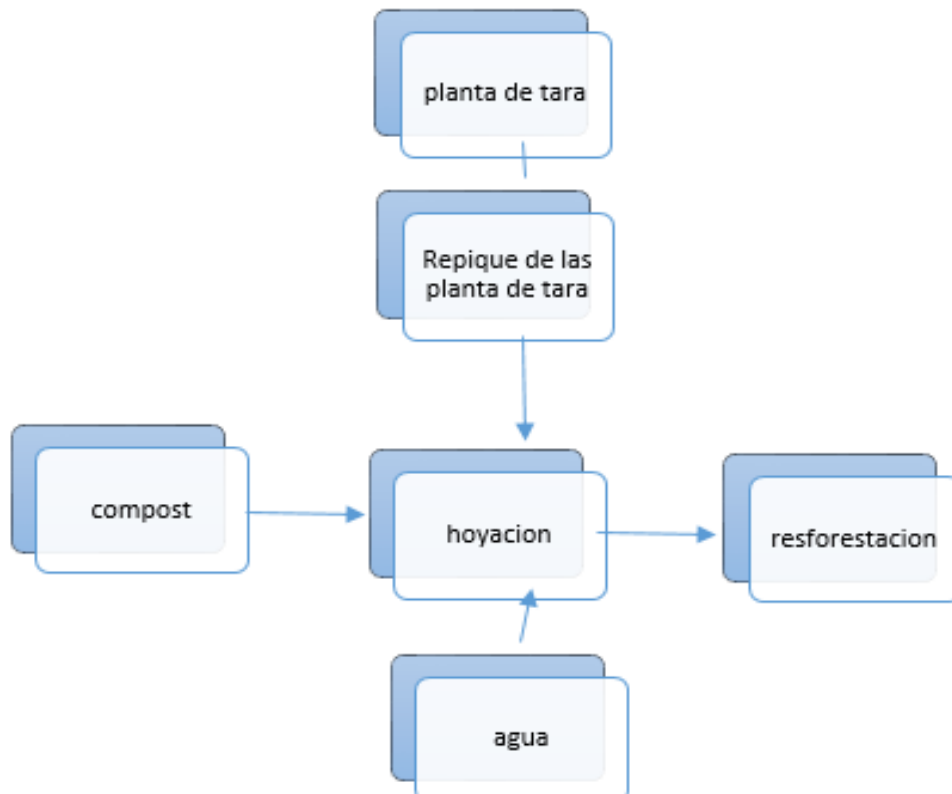 planta de tara
Repique de las
planta de tara
compost
hoyacion
resforestacion
agua